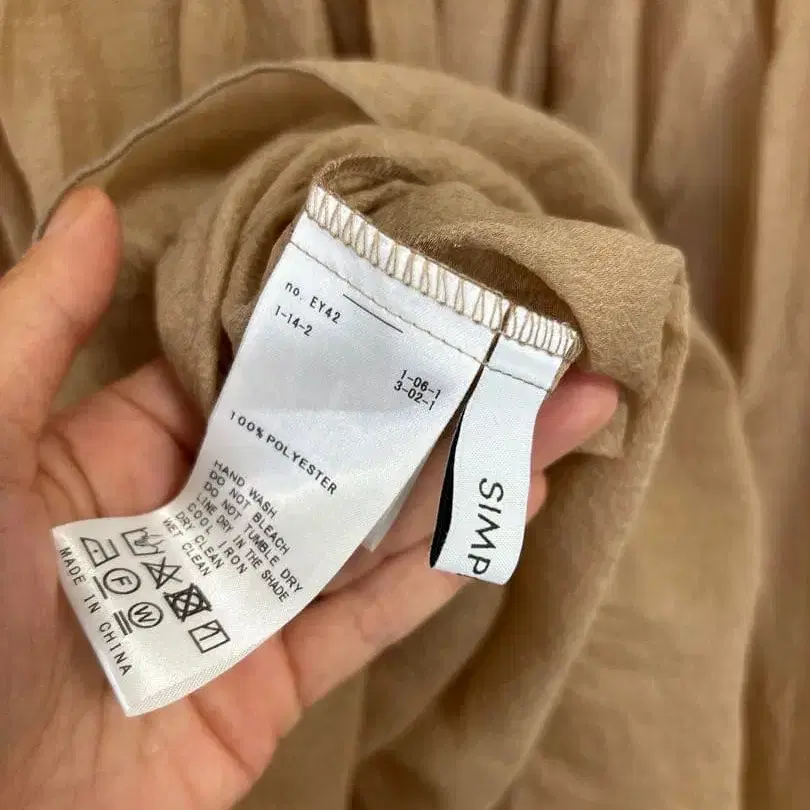 no. EY42
1-14-2
1-06-1
3-02-1
100% POLYESTER
HAND WASH
DO NOT BLEACH
DO NOT TUMBLE DRY
LINE DRY IN THE SHADE
COOL IRON
DRY CLEAN
WET CLEAN
F
W
MADE IN CHINA
SIMP